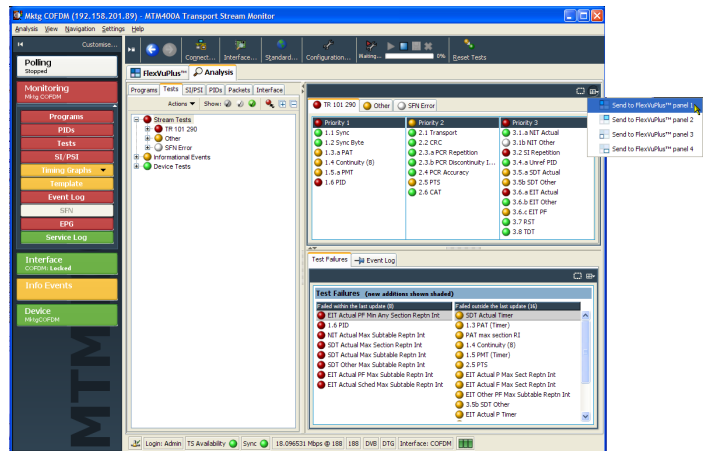 Mktg COFDM (192.158.201.89) - MTM400A Transport Stream Monitor
Analysis View Navigation Settings Help
Customise...
Polling
Stopped
Monitoring
Mktg COFDM
Programs
PIDs
Tests
SI/PSI
Timing Graphs
Template
Event Log
SFN
EPG
Service Log
Interface
COFDM: Locked
Info Events
Device
MktgCOFDM
MTM
Connect... Interface... Standard... Configuration... Waiting... 0% Reset Tests
FlexVuPlus™ Analysis
Programs Tests SI/PSI PIDs Packets Interface
Actions Show:
Stream Tests
TR 101 290
Other
SFN Error
Informational Events
Device Tests
TR 101 290 Other SFN Error
Priority 1
1.1 Sync
1.2 Sync Byte
1.3.a PAT
1.4 Continuity (8)
1.5.a PMT
1.6 PID
Priority 2
2.1 Transport
2.2 CRC
2.3.a PCR Repetition
2.3.b PCR Discontinuity I...
2.4 PCR Accuracy
2.5 PTS
2.6 CAT
Priority 3
3.1.a NIT Actual
3.1b NIT Other
3.2 SI Repetition
3.4.a Unref PID
3.5.a SDT Actual
3.5b SDT Other
3.6.a EIT Actual
3.6.b EIT Other
3.6.c EIT PF
3.7 RST
3.8 TDT
Send to FlexVuPlus™ panel 1
Send to FlexVuPlus™ panel 2
Send to FlexVuPlus™ panel 3
Send to FlexVuPlus™ panel 4
Test Failures Event Log
Test Failures (new additions shown shaded)
Failed within the last update (8)
EIT Actual PF Min Any Section Reptn Int
1.6 PID
NIT Actual Max Subtable Reptn Int
SDT Actual Max Section Reptn Int
SDT Actual Max Subtable Reptn Int
SDT Other Max Subtable Reptn Int
EIT Actual PF Max Subtable Reptn Int
EIT Actual Sched Max Subtable Reptn Int
Failed outside the last update (16)
SDT Actual Timer
1.3 PAT (Timer)
PAT max section RI
1.4 Continuity (8)
1.5 PMT (Timer)
2.5 PTS
EIT Actual P Max Sect Reptn Int
EIT Actual F Max Sect Reptn Int
EIT Other PF Max Subtable Reptn Int
3.5b SDT Other
EIT Actual P Timer
Login: Admin TS Availability Sync 18.096531 Mbps @ 188 188 DVB DTG Interface: COFDM